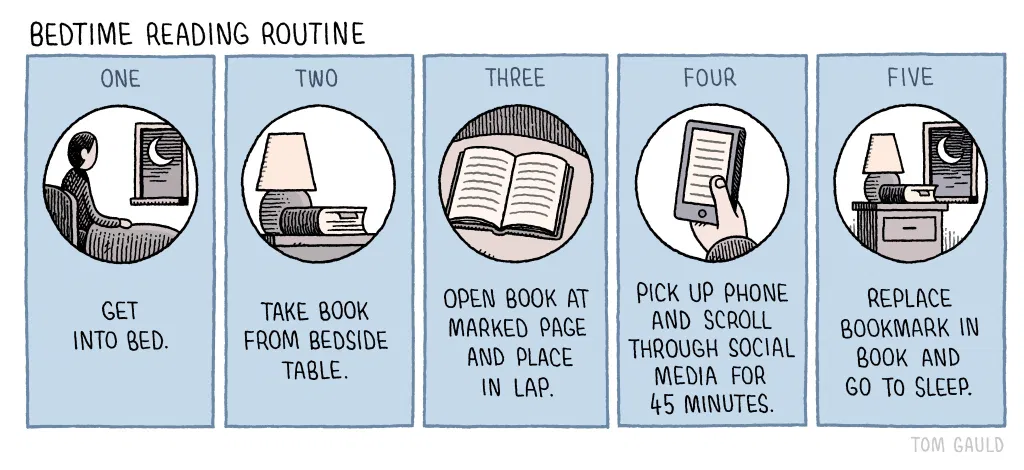 BEDTIME READING ROUTINE
ONE
GET
INTO BED.
TWO
TAKE BOOK
FROM BEDSIDE
TABLE.
THREE
OPEN BOOK AT
MARKED PAGE
AND PLACE
IN LAP.
FOUR
PICK UP PHONE
AND SCROLL
THROUGH SOCIAL
MEDIA FOR
45 MINUTES.
FIVE
REPLACE
BOOKMARK IN
BOOK AND
GO TO SLEEP.
TOM GAULD